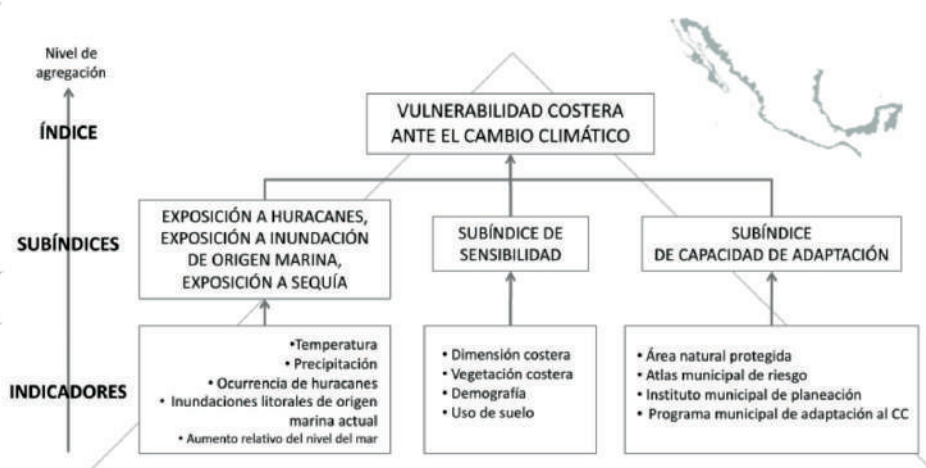 Nivel de
agregación
ÍNDICE
VULNERABILIDAD COSTERA
ANTE EL CAMBIO CLIMÁTICO
SUBÍNDICES
EXPOSICIÓN A HURACANES,
EXPOSICIÓN A INUNDACIÓN
DE ORIGEN MARINA,
EXPOSICIÓN A SEQUÍA
SUBÍNDICE DE
SENSIBILIDAD
SUBÍNDICE
DE CAPACIDAD DE ADAPTACIÓN
INDICADORES
•Temperatura
• Precipitación
• Ocurrencia de huracanes
• Inundaciones litorales de origen
marina actual
• Aumento relativo del nivel del mar
• Dimensión costera
• Vegetación costera
• Demografía
• Uso de suelo
• Área natural protegida
• Atlas municipal de riesgo
• Instituto municipal de planeación
• Programa municipal de adaptación al CC